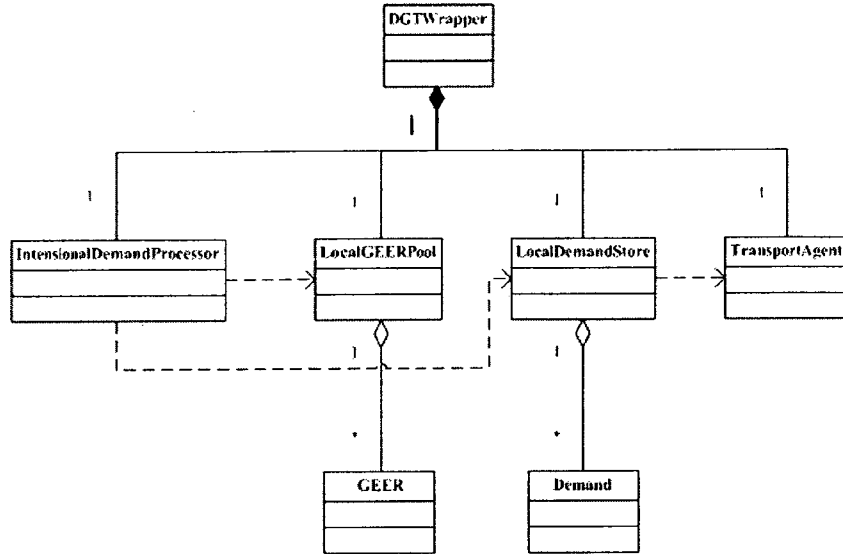 DGTWrapper
1
1
1
1
1
IntensionalDemandProcessor
LocalGEERPool
LocalDemandStore
TransportAgent
1
1
*
*
GEER
Demand